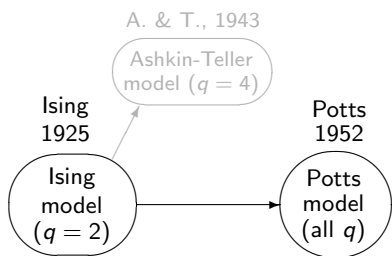 A. & T., 1943
Ashkin-Teller
model (q = 4)
Ising
1925
Ising
model
(q = 2)
Potts
1952
Potts
model
(all q)